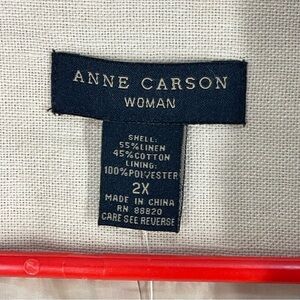 ANNE CARSON
WOMAN
SHELL:
55%LINEN
45%COTTON
LINING:
100%POLYESTER
2X
MADE IN CHINA
RN 88820
CARE SEE REVERSE